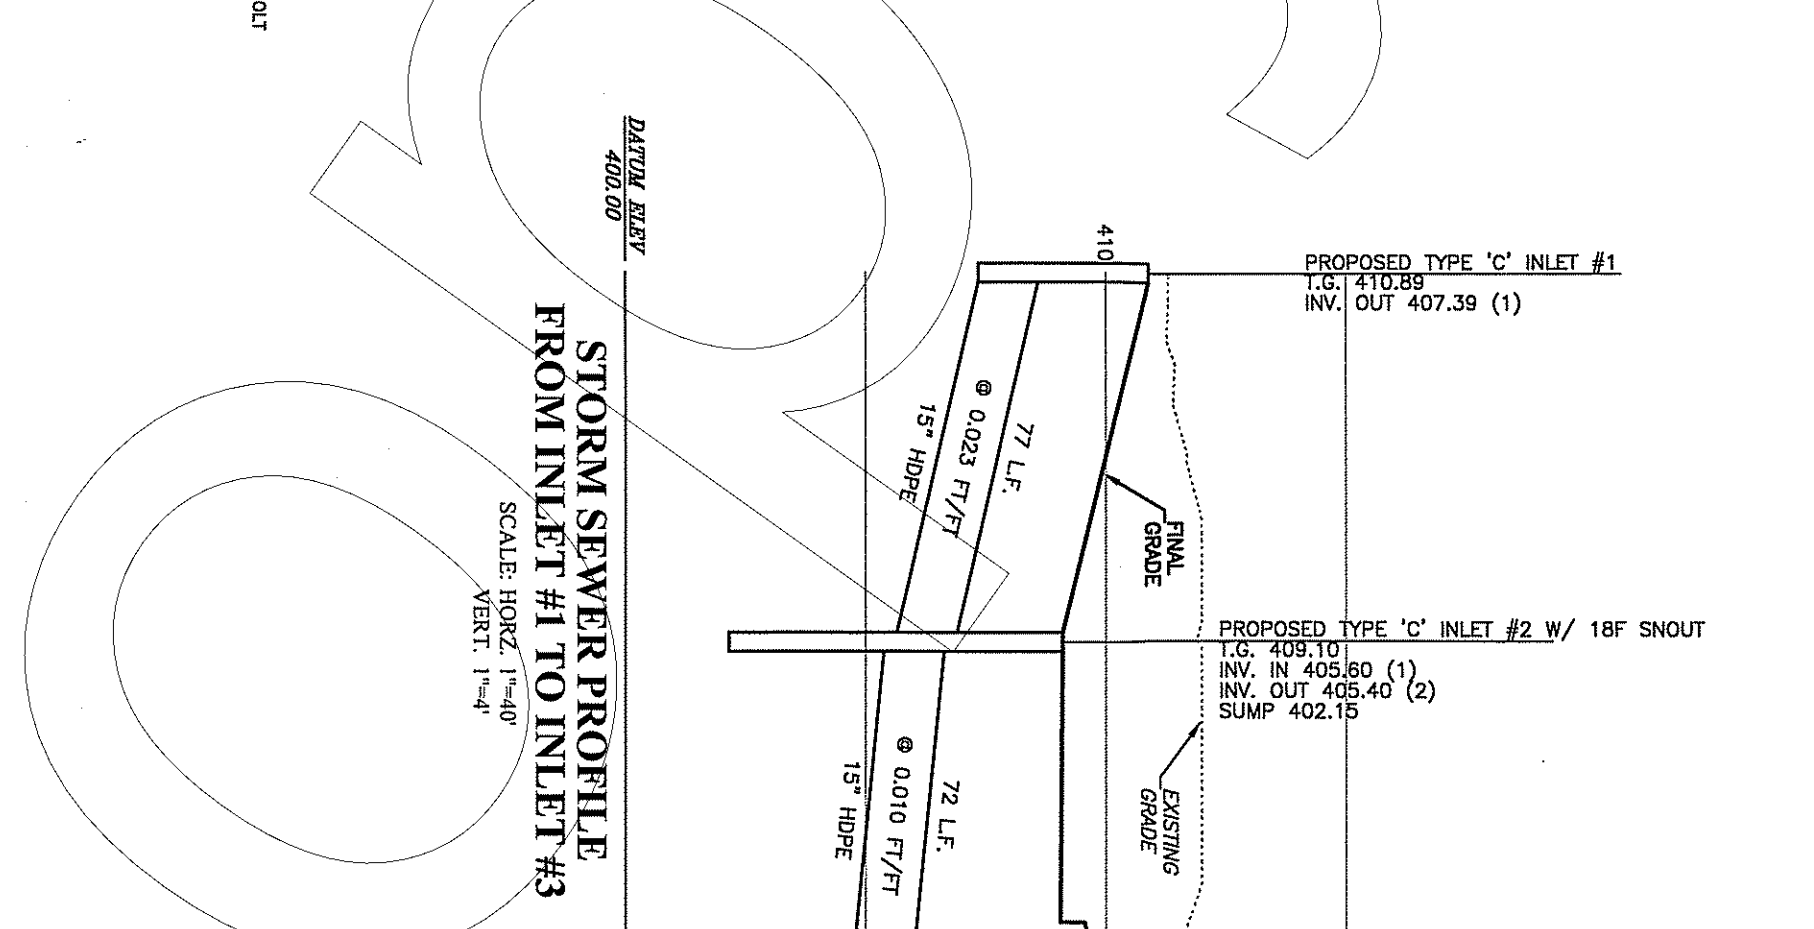 OLT
DATUM ELEV
400.00
410
PROPOSED TYPE 'C' INLET #1
T.G. 410.89
INV. OUT 407.39 (1)
77 L.F.
@ 0.023 FT/FT
15" HDPE
FINAL
GRADE
PROPOSED TYPE 'C' INLET #2 W/ 18F SNOUT
T.G. 409.10
INV. IN 405.60 (1)
INV. OUT 405.40 (2)
SUMP 402.15
72 L.F.
@ 0.010 FT/FT
15" HDPE
EXISTING
GRADE
STORM SEWER PROFILE
FROM INLET #1 TO INLET #3
SCALE: HORZ. 1"=40'
VERT. 1"=4'